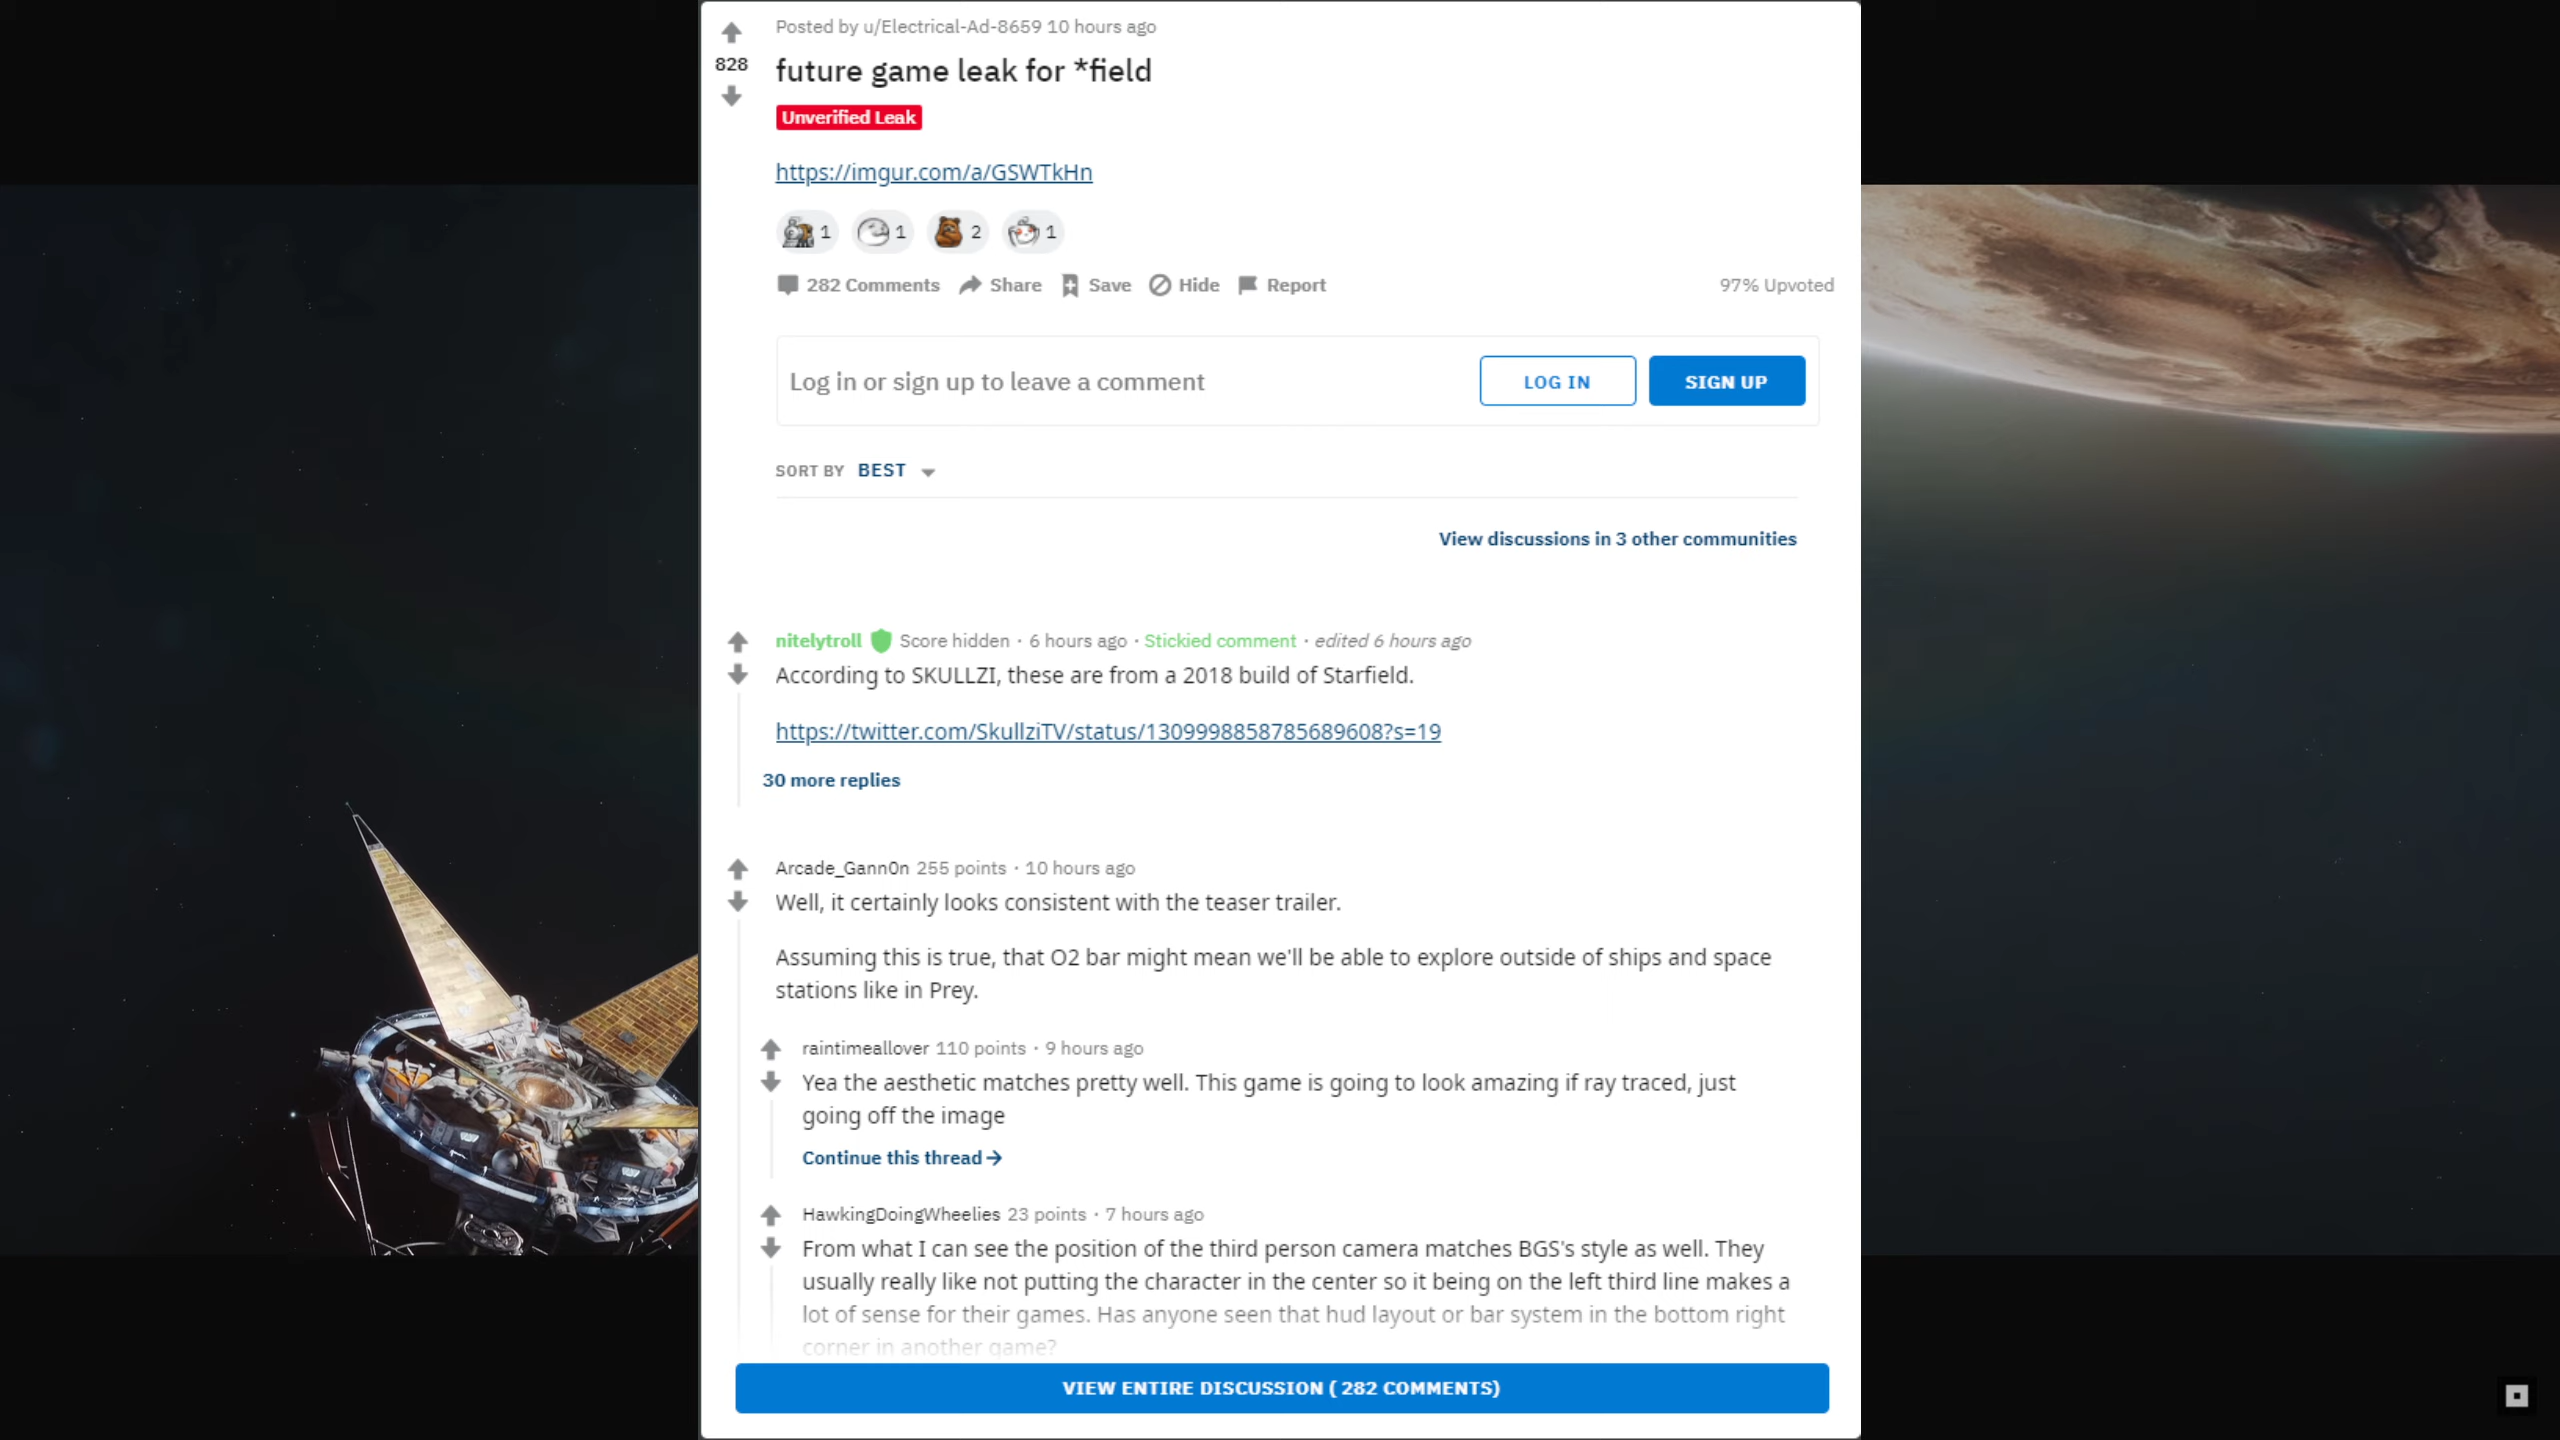 Posted by u/Electrical-Ad-8659 10 hours ago
828
future game leak for *field
Unverified Leak
https://imgur.com/a/GSWTkHn
1 1 2 1
282 Comments Share Save Hide Report 97% Upvoted
Log in or sign up to leave a comment LOG IN SIGN UP
SORT BY BEST
View discussions in 3 other communities
nitelytroll Score hidden · 6 hours ago · Stickied comment · edited 6 hours ago
According to SKULLZI, these are from a 2018 build of Starfield.
https://twitter.com/SkullziTV/status/1309998858785689608?s=19
30 more replies
Arcade_Gann0n 255 points · 10 hours ago
Well, it certainly looks consistent with the teaser trailer.
Assuming this is true, that O2 bar might mean we'll be able to explore outside of ships and space
stations like in Prey.
raintimeallover 110 points · 9 hours ago
Yea the aesthetic matches pretty well. This game is going to look amazing if ray traced, just
going off the image
Continue this thread →
HawkingDoingWheelies 23 points · 7 hours ago
From what I can see the position of the third person camera matches BGS's style as well. They
usually really like not putting the character in the center so it being on the left third line makes a
lot of sense for their games. Has anyone seen that hud layout or bar system in the bottom right
corner in another game?
VIEW ENTIRE DISCUSSION ( 282 COMMENTS)